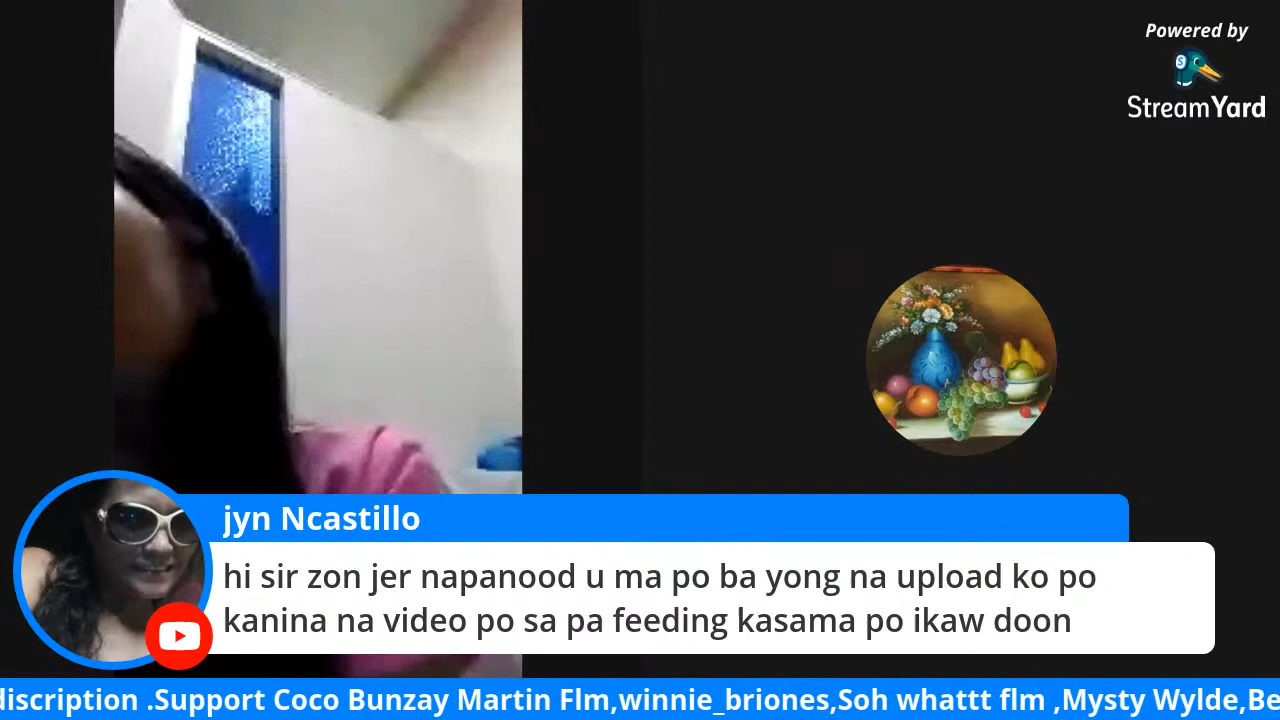 Powered by
StreamYard
jyn Ncastillo
hi sir zon jer napanood u ma po ba yong na upload ko po
kanina na video po sa pa feeding kasama po ikaw doon
discription .Support Coco Bunzay Martin Flm,winnie_briones,Soh whattt flm ,Mysty Wylde,Be